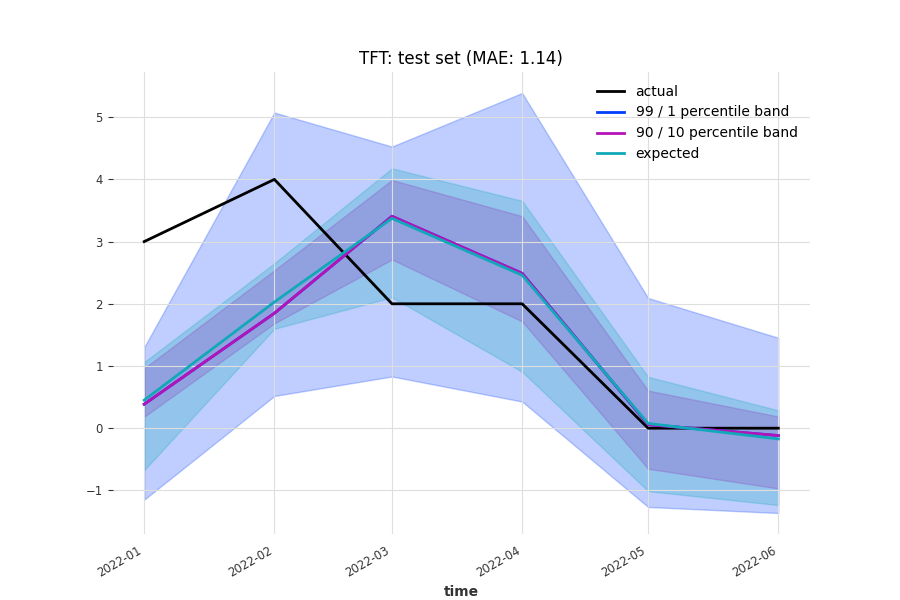 TFT: test set (MAE: 1.14)
actual
99 / 1 percentile band
90 / 10 percentile band
expected
5
4
3
2
1
0
−1
2022-01
2022-02
2022-03
2022-04
2022-05
2022-06
time